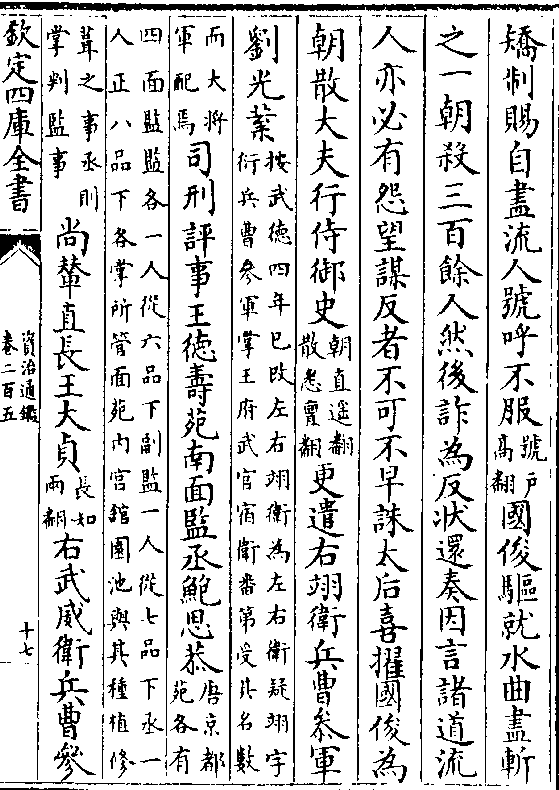 矯制賜自盡流人號呼不服號戶高翻國俊驅就水曲盡斬
之一朝殺三百餘人然後詐為反狀還奏因言諸道流
人亦必有怨望謀反者不可不早誅太后喜擢國俊為
朝散大夫行侍御史朝直遥翻散悉亶翻更遣右翊衛兵曹參軍
劉光業按武德四年已改左右翊衛為左右衛疑翊字衍兵曹參軍掌王府武官宿衛番第受其名數
而大將軍配焉司刑評事王德壽苑南面監丞鮑思恭唐京都苑各有
四面監監各一人從六品下副監一人從七品下丞一人正八品下各掌所管面苑内宫館園池與其種植修
葺之事丞則掌判監事尚輦直長王大貞長知兩翻右武威衛兵曹參
欽定四庫全書
資治通鑑
卷二百五
十七